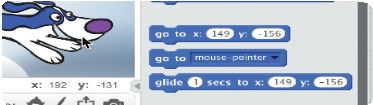 go to x: 149 y: -156
go to mouse-pointer
glide 1 secs to x: 149 y: -156
x: 192 y: -131